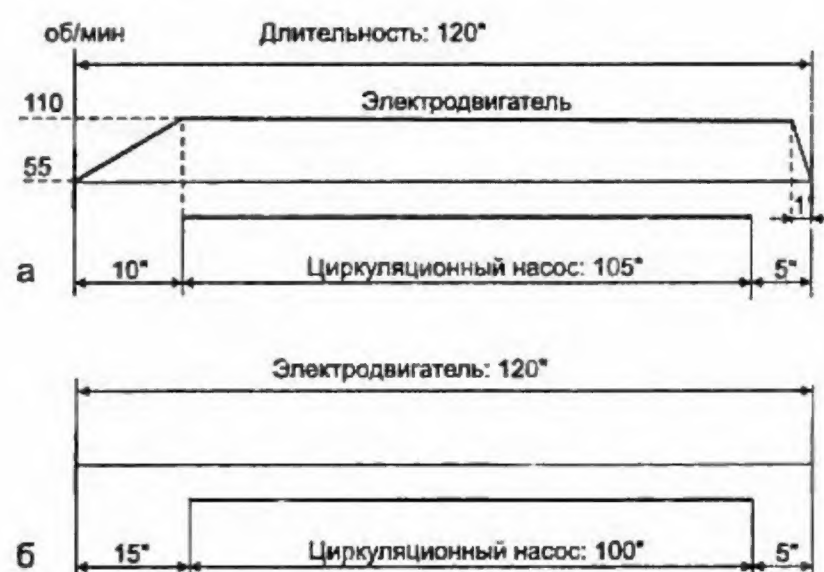 об/мин
Длительность: 120"
110
Электродвигатель
55
1"
а
10"
Циркуляционный насос: 105"
5"
Электродвигатель: 120"
б
15"
Циркуляционный насос: 100"
5"